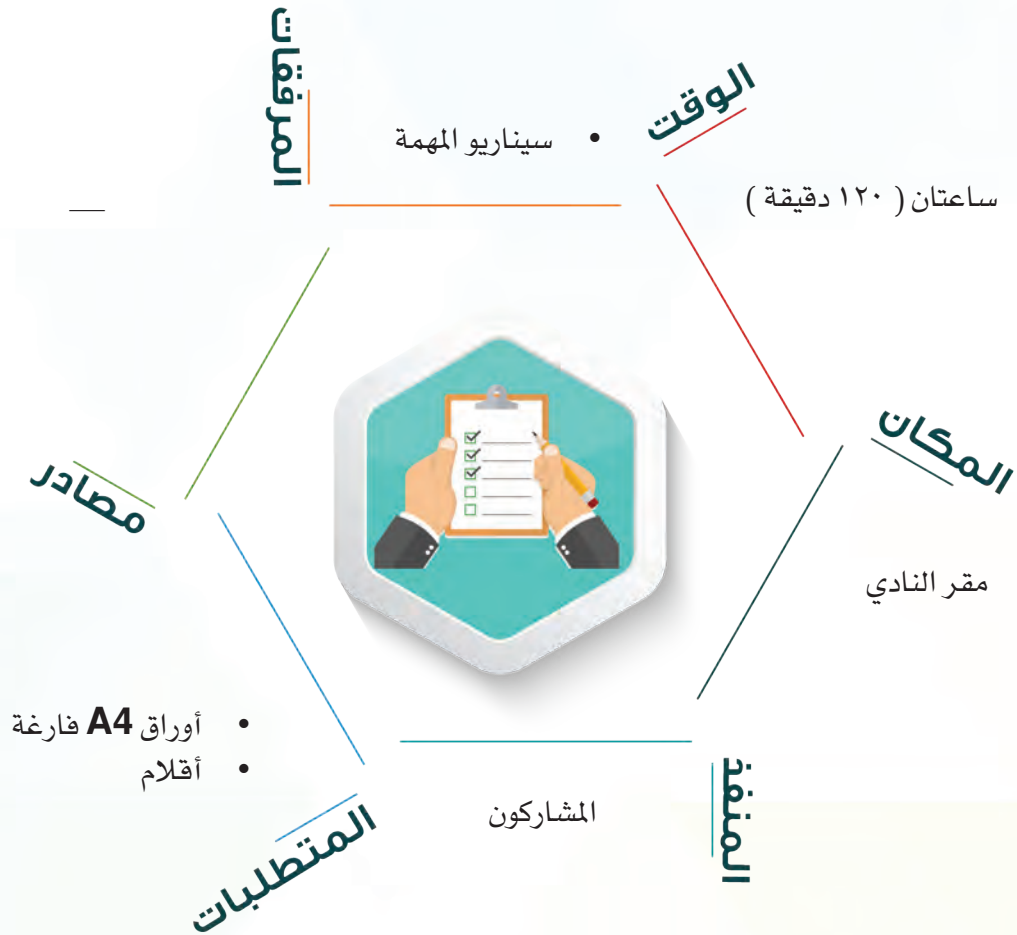 الوقت
ساعتان ( ١٢٠ دقيقة )
المكان
مقر النادي
المنفذ
المشاركون
المتطلبات
• أوراق A4 فارغة
• أقلام
مصادر
—
المرفقات
• سيناريو المهمة